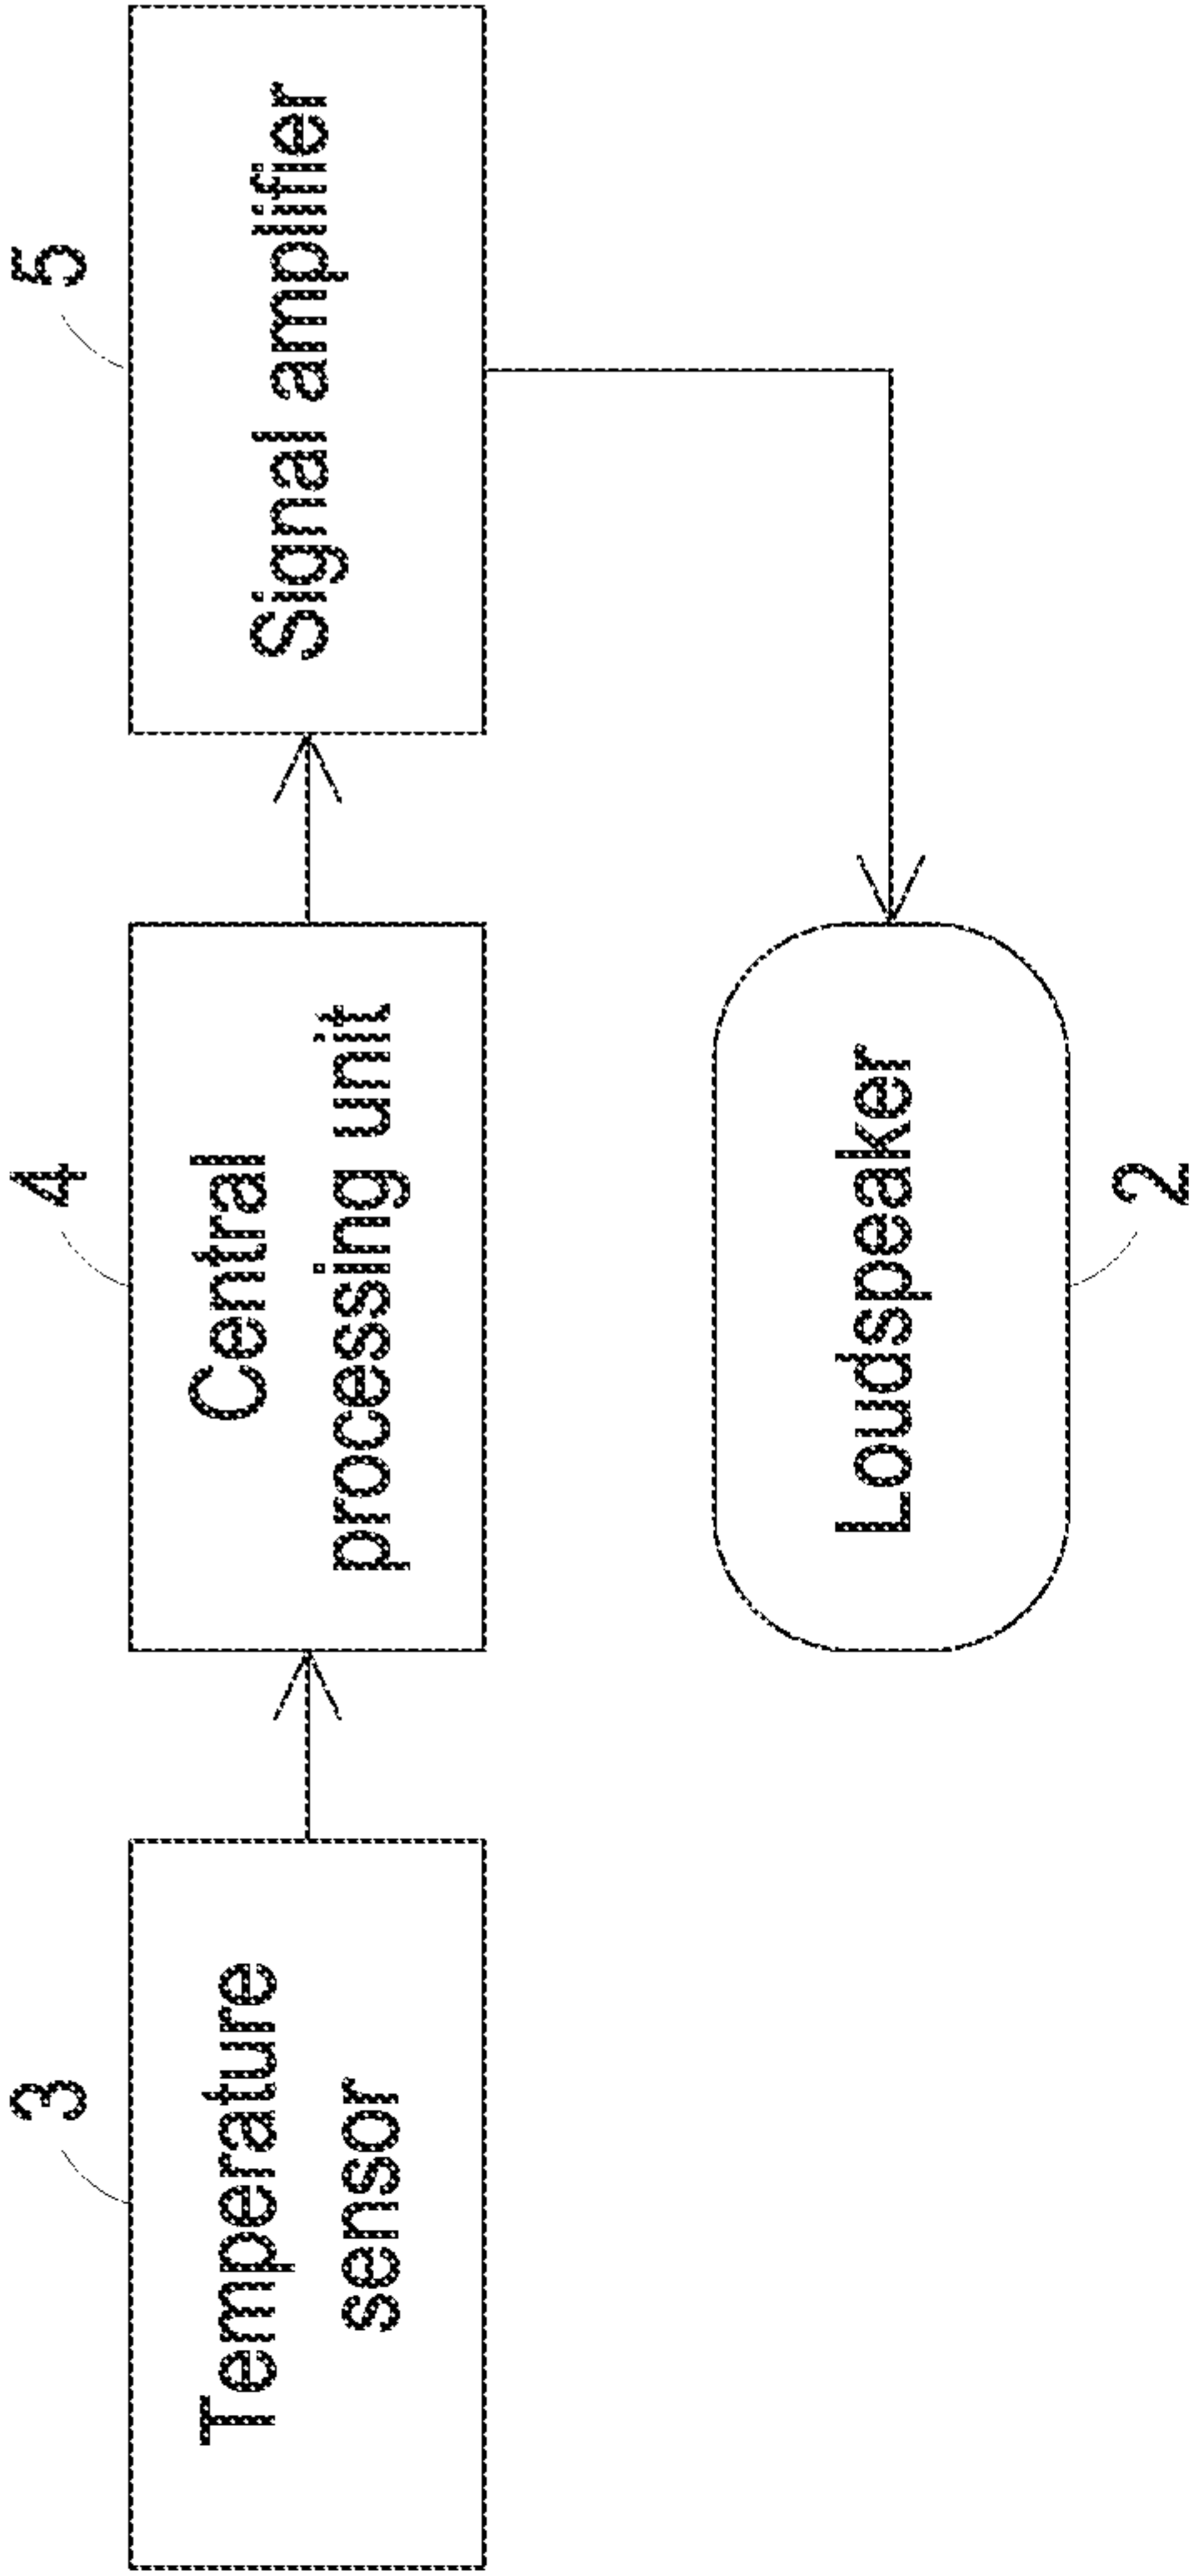 3
Temperature
sensor
4
Central
processing unit
5
Signal amplifier
Loudspeaker
2